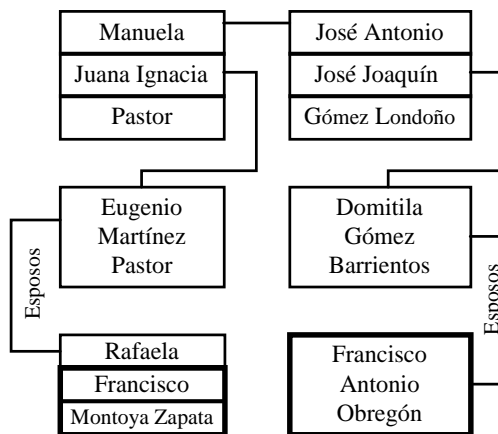 Manuela
Juana Ignacia
Pastor
José Antonio
José Joaquín
Gómez Londoño
Eugenio
Martínez
Pastor
Domitila
Gómez
Barrientos
Esposos
Esposos
Rafaela
Francisco
Montoya Zapata
Francisco
Antonio
Obregón